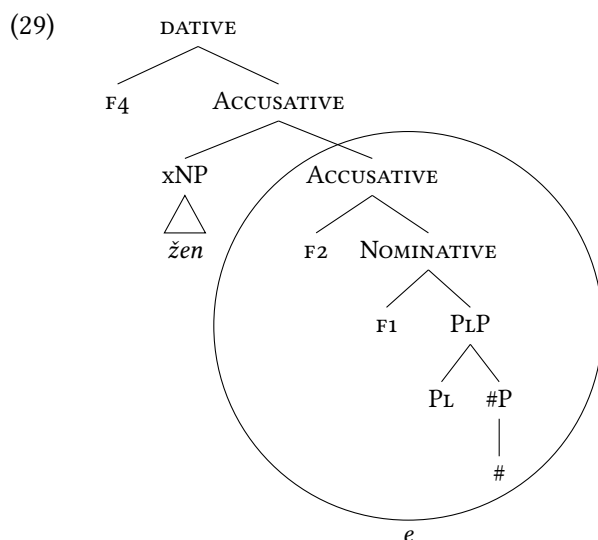 (29) DATIVE
F4 ACCUSATIVE
xNP ACCUSATIVE
žen F2 NOMINATIVE
F1 PLP
PL #P
#
e